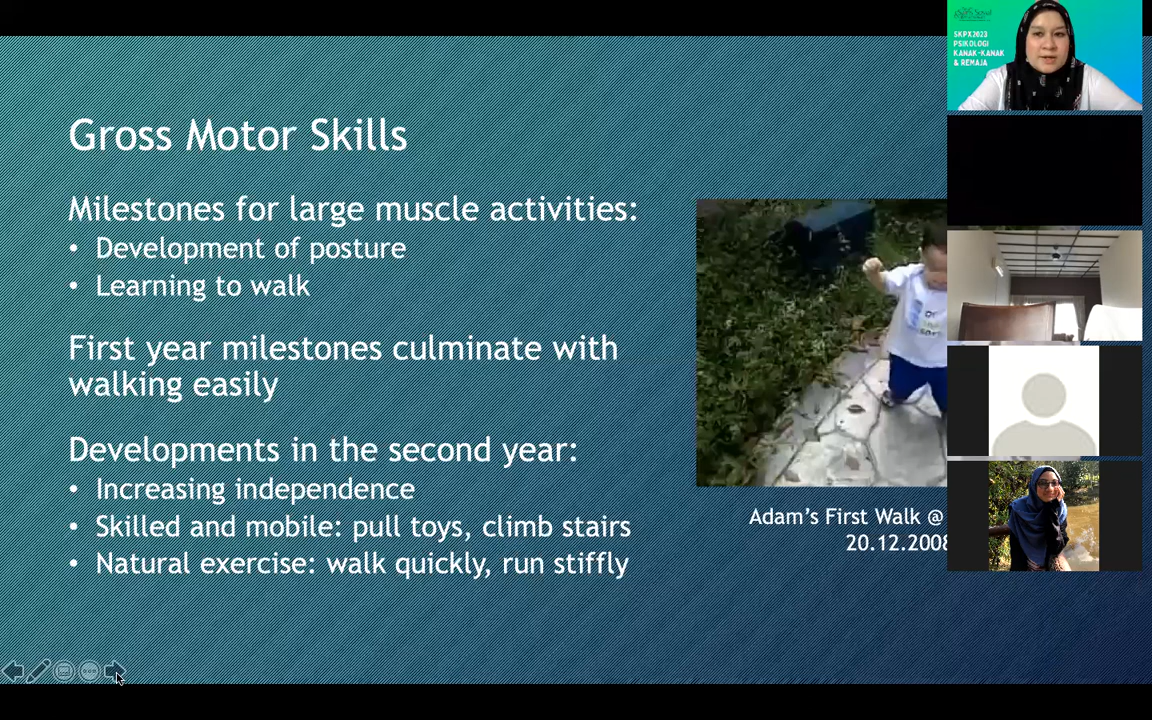 Gross Motor Skills
Milestones for large muscle activities:
• Development of posture
• Learning to walk
First year milestones culminate with
walking easily
Developments in the second year:
• Increasing independence
• Skilled and mobile: pull toys, climb stairs
• Natural exercise: walk quickly, run stiffly
Adam's First Walk @
20.12.2008
SKPX2023
PSIKOLOGI
KANAK-KANAK
& REMAJA